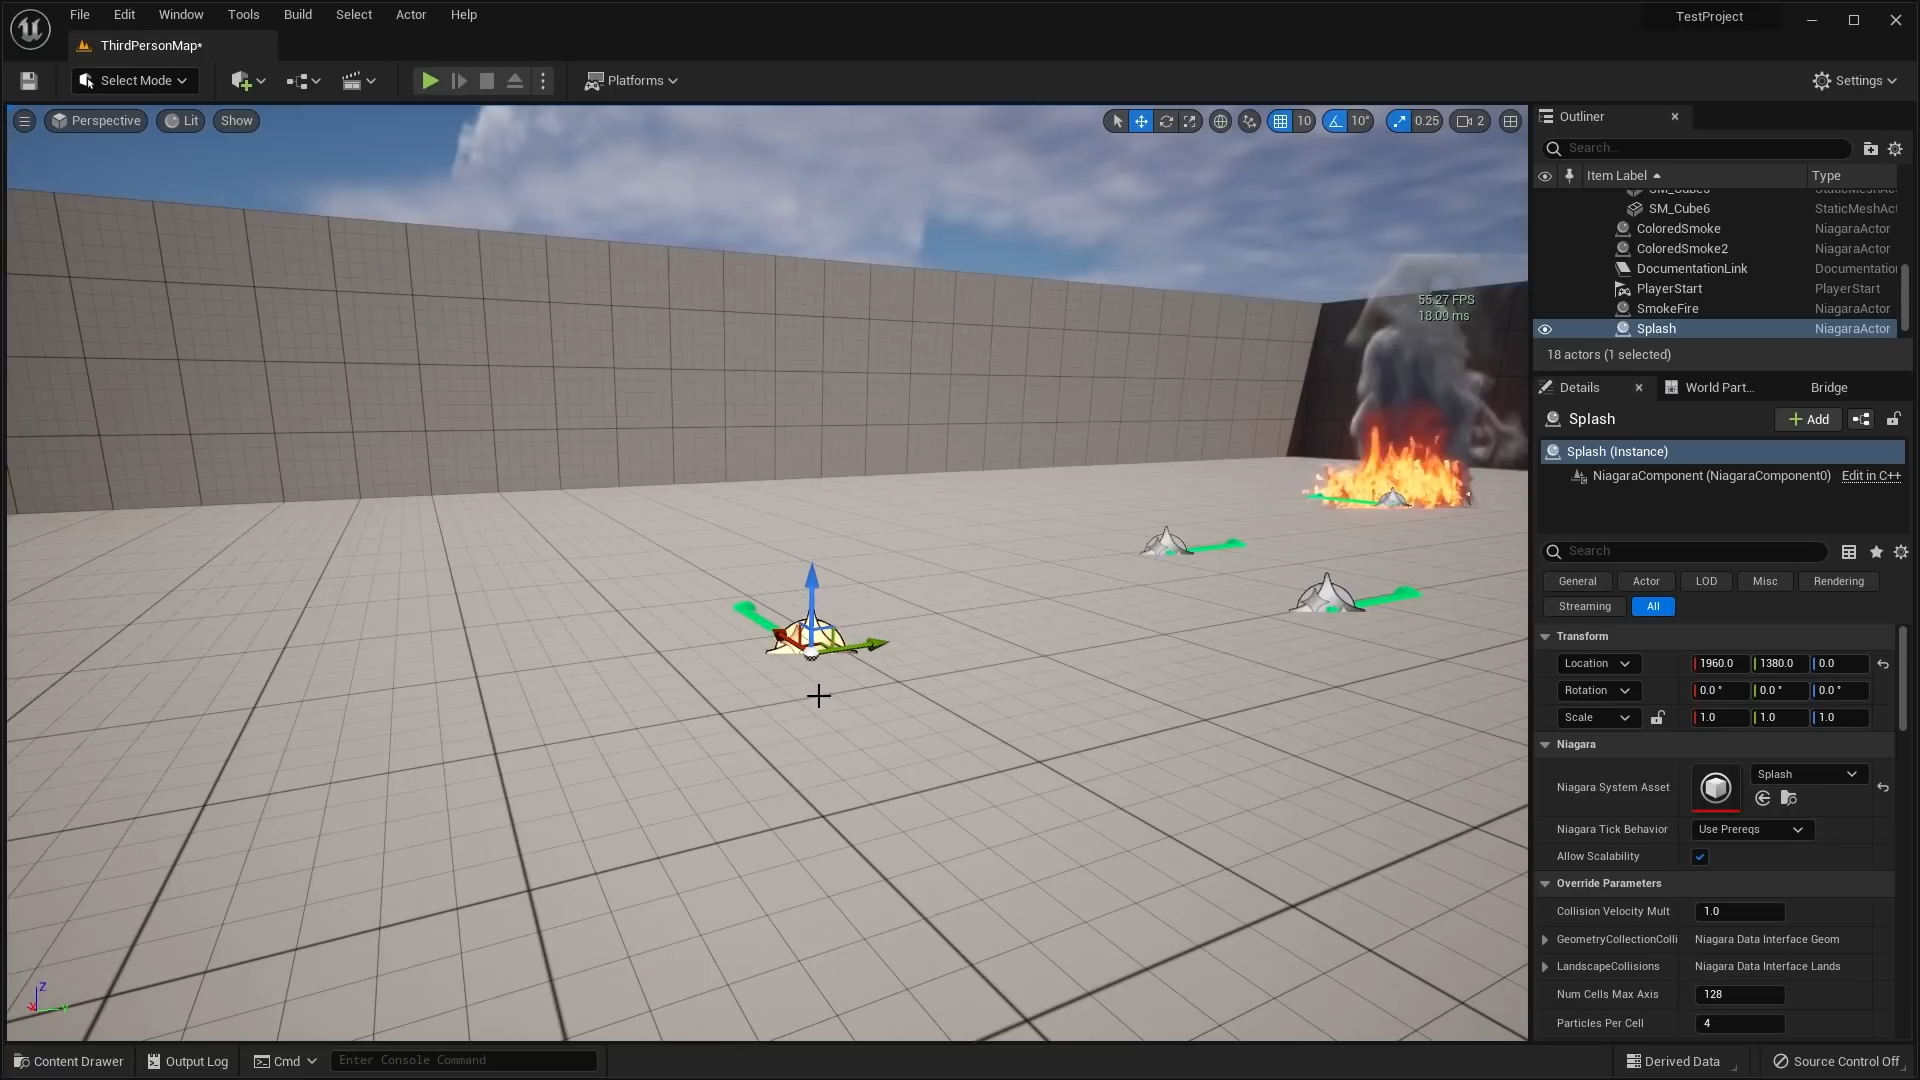 File Edit Window Tools Build Select Actor Help
TestProject
ThirdPersonMap*
Select Mode
Platforms
Settings
Perspective Lit Show
10 10° 0.25 2
55.27 FPS
18.09 ms
Outliner
Search...
Item Label Type
SM_Cube6 StaticMeshAct
ColoredSmoke NiagaraActor
ColoredSmoke2 NiagaraActor
DocumentationLink Documentation
PlayerStart PlayerStart
SmokeFire NiagaraActor
Splash NiagaraActor
18 actors (1 selected)
Details World Part... Bridge
Splash
Add
Splash (Instance)
NiagaraComponent (NiagaraComponent0) Edit in C++
Search
General Actor LOD Misc Rendering
Streaming All
Transform
Location 1960.0 1380.0 0.0
Rotation 0.0° 0.0° 0.0°
Scale 1.0 1.0 1.0
Niagara
Niagara System Asset Splash
Niagara Tick Behavior Use Prereqs
Allow Scalability
Override Parameters
Collision Velocity Mult 1.0
GeometryCollectionColli Niagara Data Interface Geom
LandscapeCollisions Niagara Data Interface Lands
Num Cells Max Axis 128
Particles Per Cell 4
Z
X Y
Content Drawer Output Log Cmd Enter Console Command
Derived Data Source Control Off